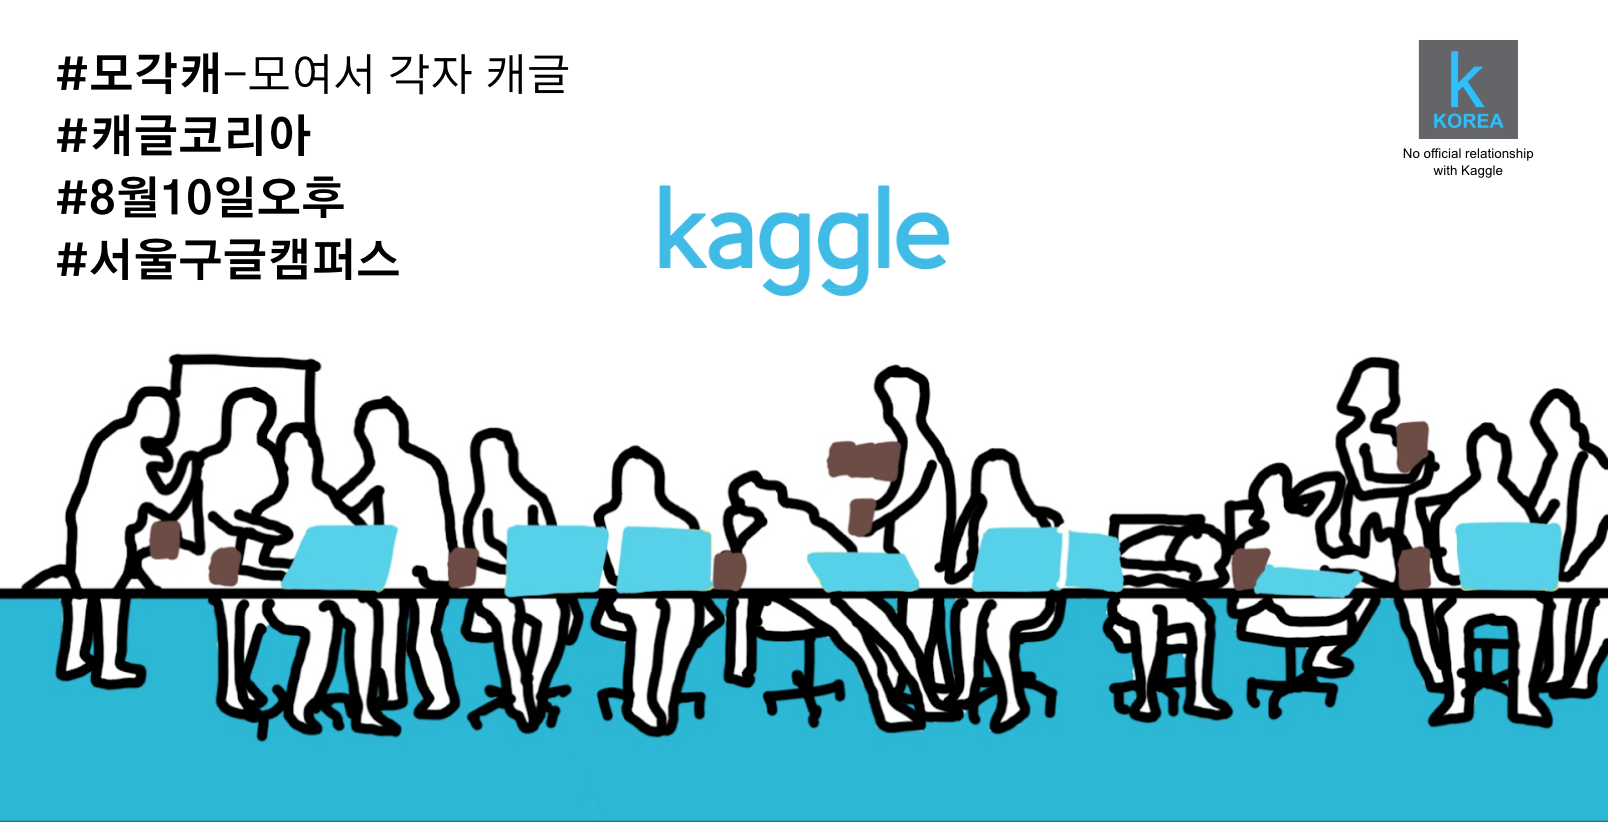 #모각캐-모여서 각자 캐글
#캐글코리아
#8월10일오후
#서울구글캠퍼스
kaggle
k
KOREA
No official relationship
with Kaggle